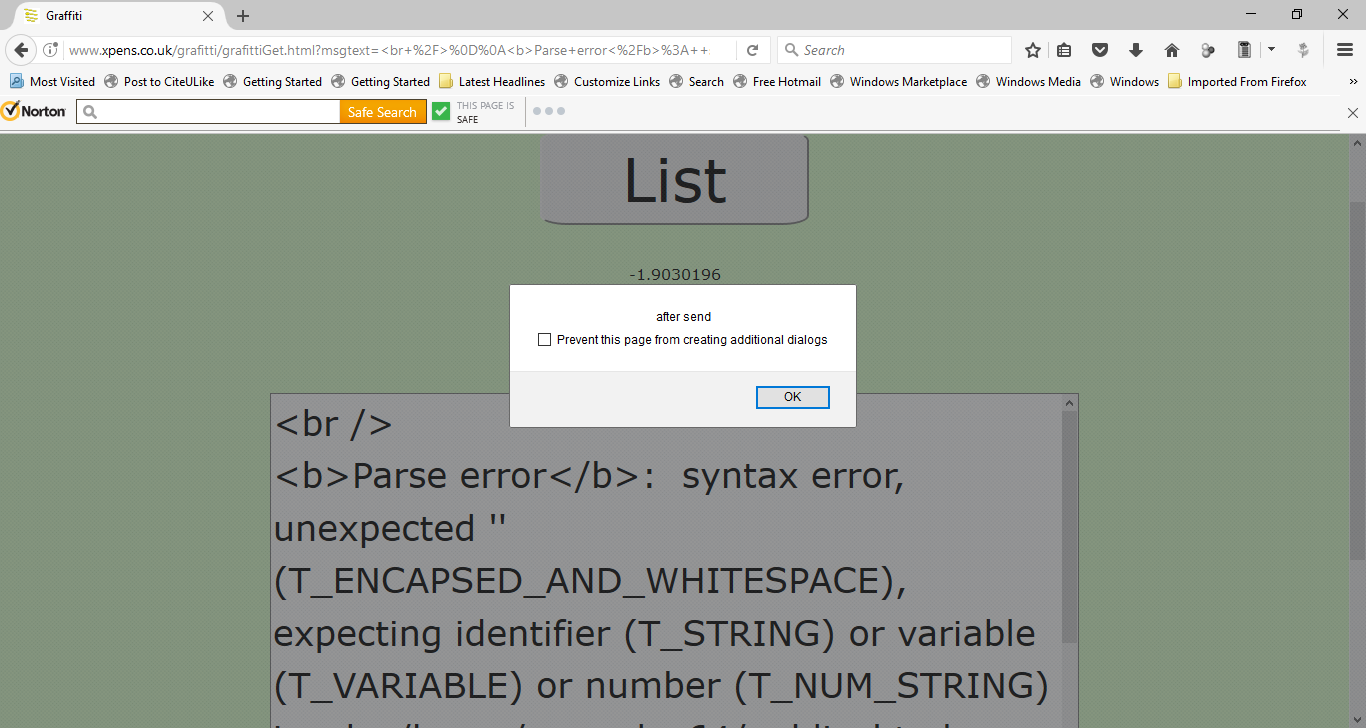 Graffiti
www.xpens.co.uk/grafitti/grafittiGet.html?msgtext=<br+%2F>%0D%0A<b>Parse+error<%2Fb>%3A++
Search
Most Visited Post to CiteULike Getting Started Getting Started Latest Headlines Customize Links Search Free Hotmail Windows Marketplace Windows Media Windows Imported From Firefox
Norton Safe Search THIS PAGE IS
SAFE
List
-1.9030196
after send
Prevent this page from creating additional dialogs
OK
<br />
<b>Parse error</b>:  syntax error,
unexpected ''
(T_ENCAPSED_AND_WHITESPACE),
expecting identifier (T_STRING) or variable
(T_VARIABLE) or number (T_NUM_STRING)